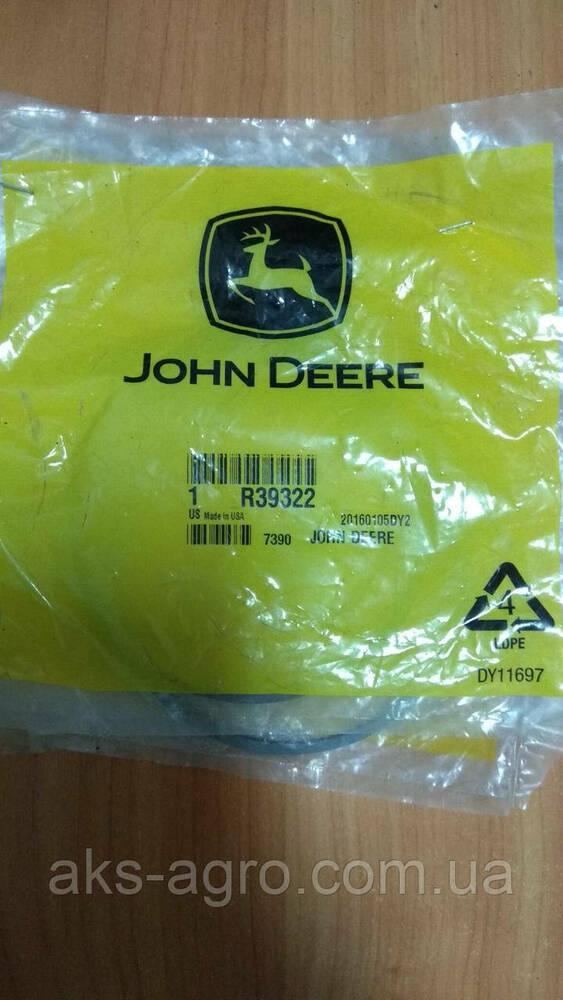 JOHN DEERE
1 R39322
US Made in USA 20160105DY2
7390 JOHN DEERE
4
LDPE
DY11697
aks-agro.com.ua